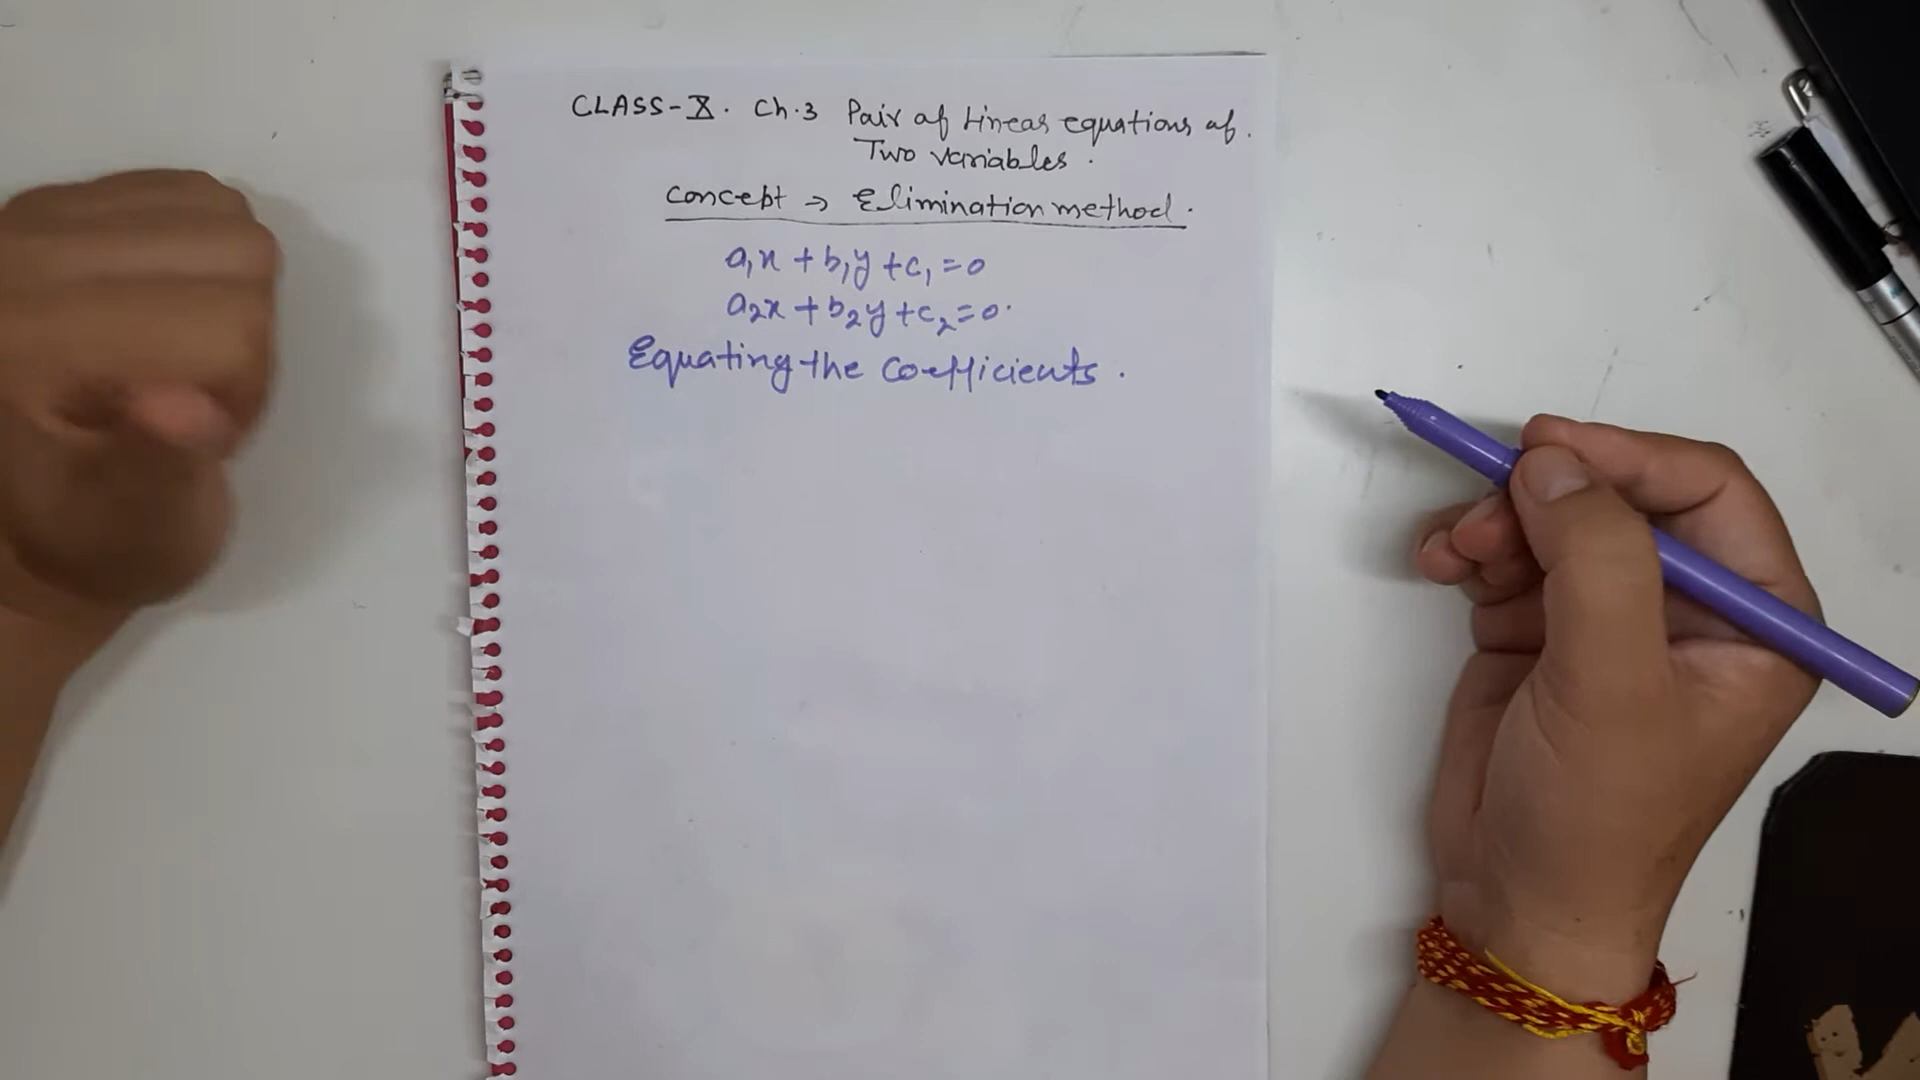 CLASS-X. Ch.3 Pair of Linear equations of.
Two variables.
Concept → Elimination method.
a₁x + b₁y + c₁ = 0
a₂x + b₂y + c₂ = 0.
Equating the coefficients.